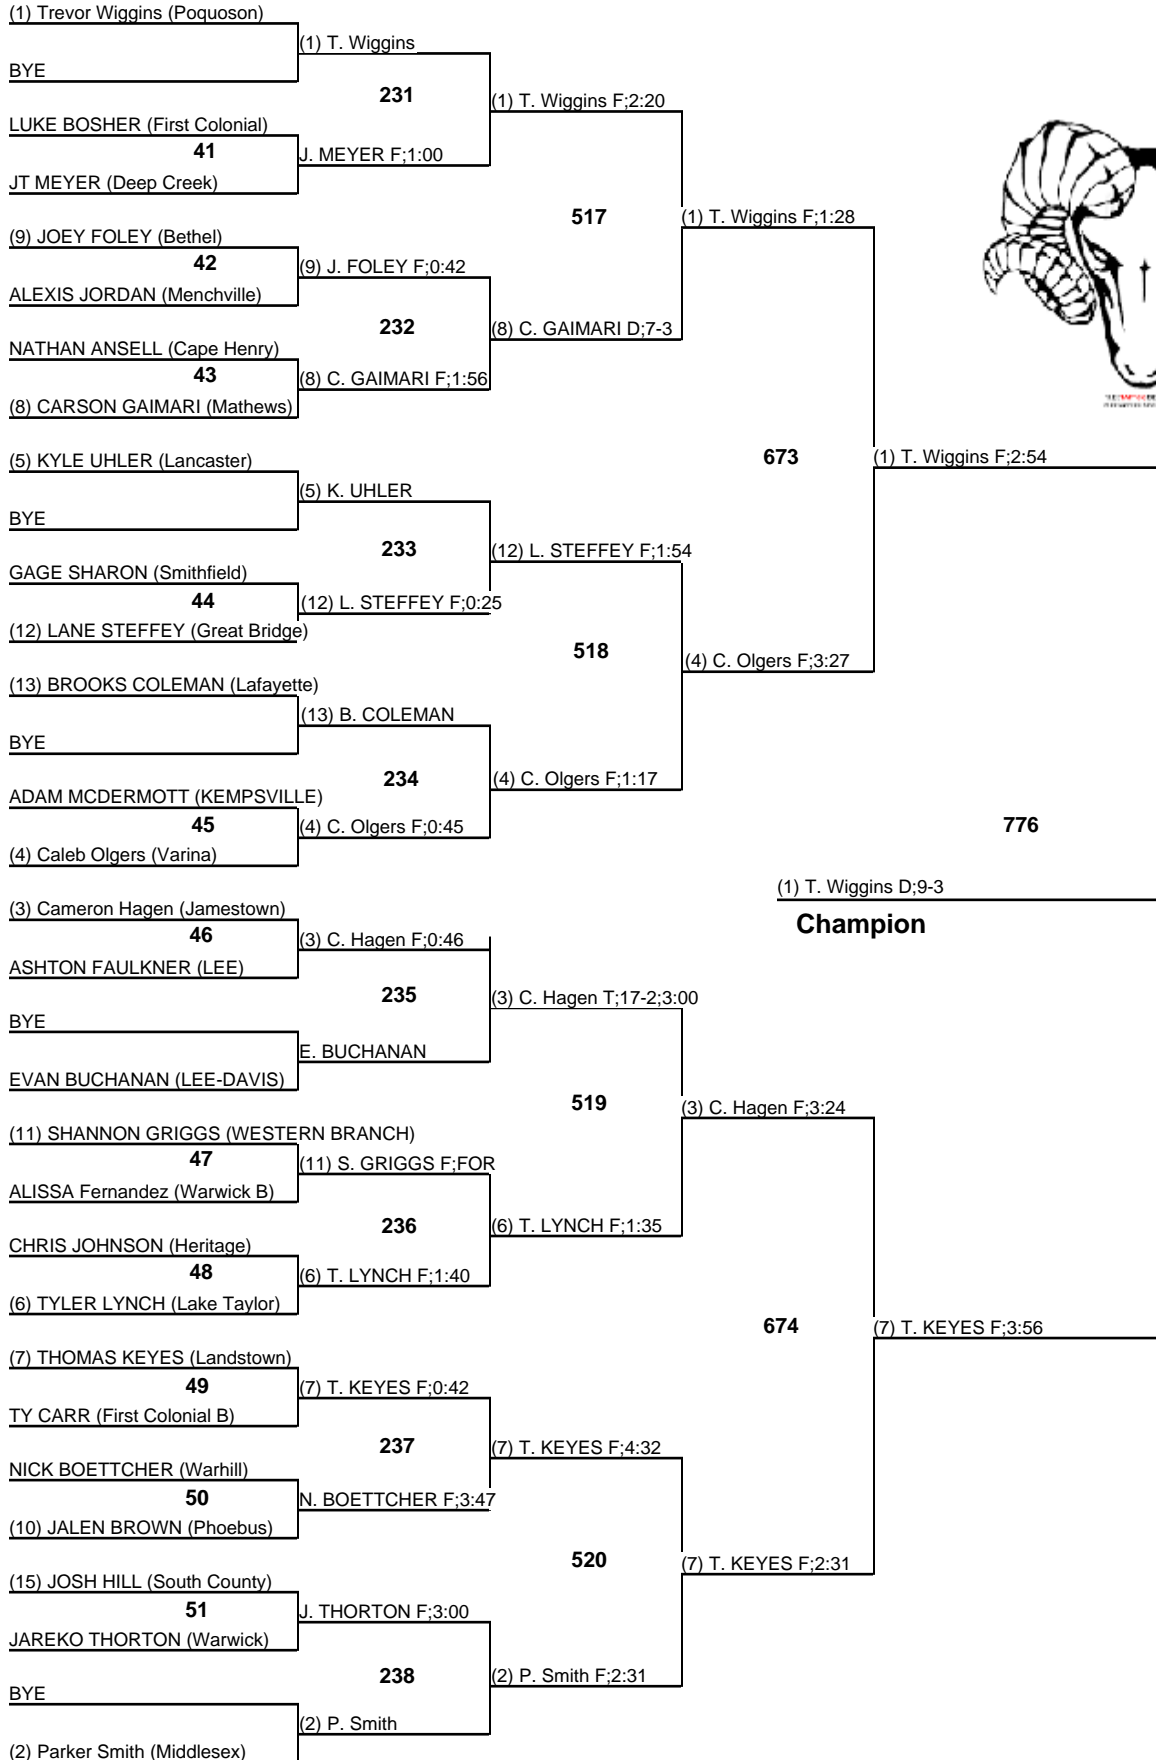 (1) Trevor Wiggins (Poquoson)
(1) T. Wiggins
BYE
231
(1) T. Wiggins F;2:20
LUKE BOSHER (First Colonial)
41
J. MEYER F;1:00
JT MEYER (Deep Creek)
517
(1) T. Wiggins F;1:28
(9) JOEY FOLEY (Bethel)
42
(9) J. FOLEY F;0:42
ALEXIS JORDAN (Menchville)
232
(8) C. GAIMARI D;7-3
NATHAN ANSELL (Cape Henry)
43
(8) C. GAIMARI F;1:56
(8) CARSON GAIMARI (Mathews)
673
(1) T. Wiggins F;2:54
(5) KYLE UHLER (Lancaster)
(5) K. UHLER
BYE
233
(12) L. STEFFEY F;1:54
GAGE SHARON (Smithfield)
44
(12) L. STEFFEY F;0:25
(12) LANE STEFFEY (Great Bridge)
518
(4) C. Olgers F;3:27
(13) BROOKS COLEMAN (Lafayette)
(13) B. COLEMAN
BYE
234
(4) C. Olgers F;1:17
ADAM MCDERMOTT (KEMPSVILLE)
45
(4) C. Olgers F;0:45
(4) Caleb Olgers (Varina)
776
(1) T. Wiggins D;9-3
Champion
(3) Cameron Hagen (Jamestown)
46
(3) C. Hagen F;0:46
ASHTON FAULKNER (LEE)
235
(3) C. Hagen T;17-2;3:00
BYE
E. BUCHANAN
EVAN BUCHANAN (LEE-DAVIS)
519
(3) C. Hagen F;3:24
(11) SHANNON GRIGGS (WESTERN BRANCH)
47
(11) S. GRIGGS F;FOR
ALISSA Fernandez (Warwick B)
236
(6) T. LYNCH F;1:35
CHRIS JOHNSON (Heritage)
48
(6) T. LYNCH F;1:40
(6) TYLER LYNCH (Lake Taylor)
674
(7) T. KEYES F;3:56
(7) THOMAS KEYES (Landstown)
49
(7) T. KEYES F;0:42
TY CARR (First Colonial B)
237
(7) T. KEYES F;4:32
NICK BOETTCHER (Warhill)
50
N. BOETTCHER F;3:47
(10) JALEN BROWN (Phoebus)
520
(7) T. KEYES F;2:31
(15) JOSH HILL (South County)
51
J. THORTON F;3:00
JAREKO THORTON (Warwick)
238
(2) P. Smith F;2:31
BYE
(2) P. Smith
(2) Parker Smith (Middlesex)